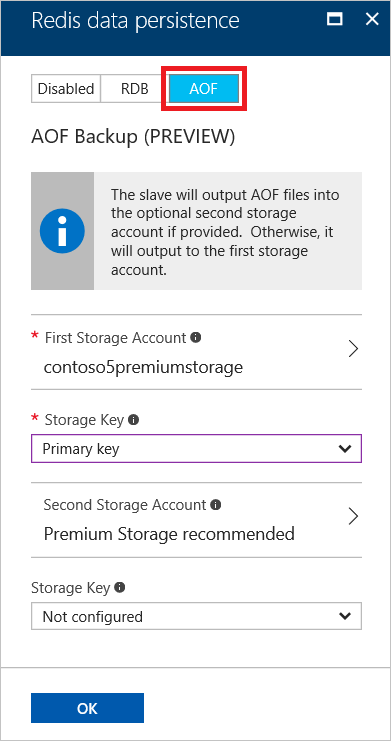 Redis data persistence
Disabled RDB AOF
AOF Backup (PREVIEW)
The slave will output AOF files into
the optional second storage
account if provided.  Otherwise, it
will output to the first storage
account.
* First Storage Account
contoso5premiumstorage
* Storage Key
Primary key
Second Storage Account
Premium Storage recommended
Storage Key
Not configured
OK